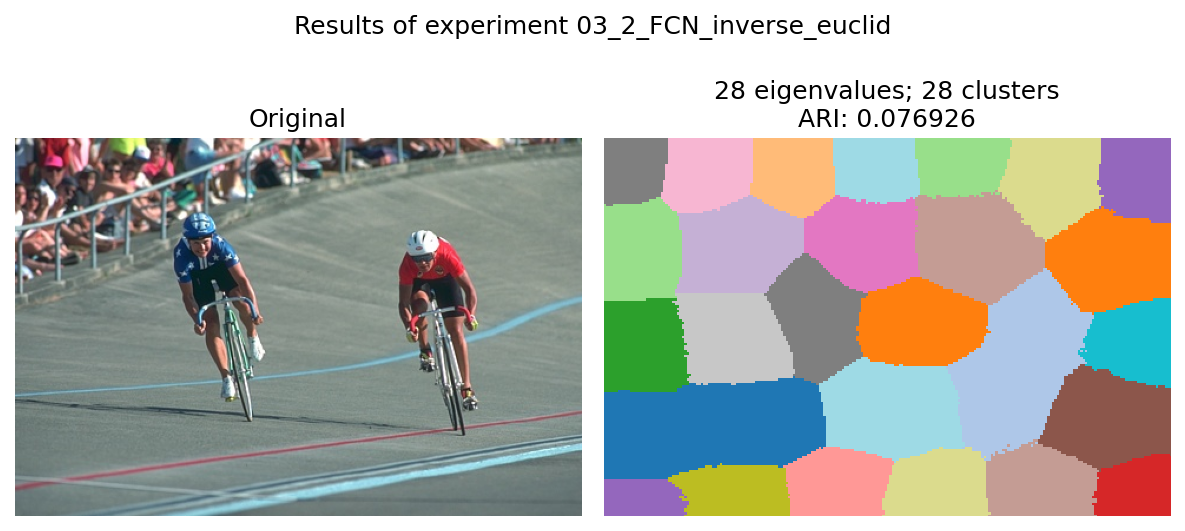 Results of experiment 03_2_FCN_inverse_euclid
Original
28 eigenvalues; 28 clusters
ARI: 0.076926